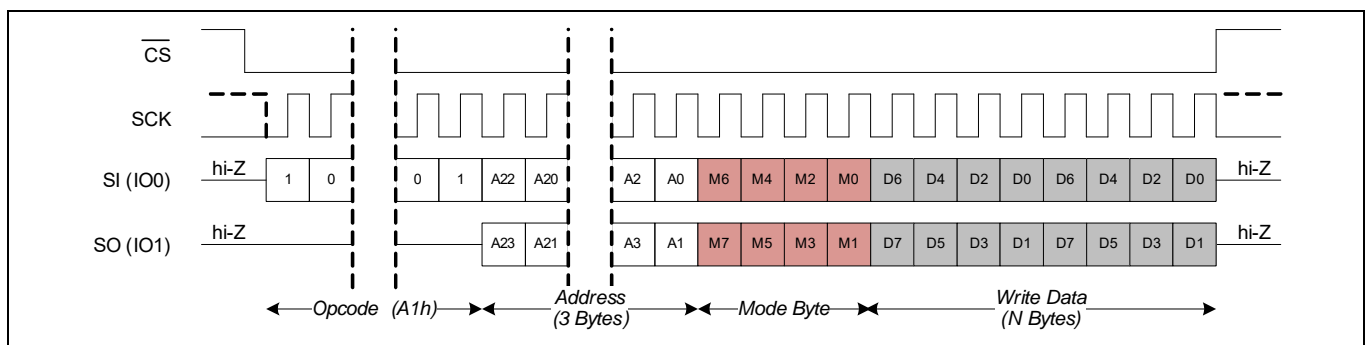 CS
SCK
SI (IO0) hi-Z 1 0 0 1 A22 A20 A2 A0 M6 M4 M2 M0 D6 D4 D2 D0 D6 D4 D2 D0 hi-Z
SO (IO1) hi-Z A23 A21 A3 A1 M7 M5 M3 M1 D7 D5 D3 D1 D7 D5 D3 D1 hi-Z
Opcode (A1h) Address Mode Byte Write Data
(3 Bytes) (N Bytes)